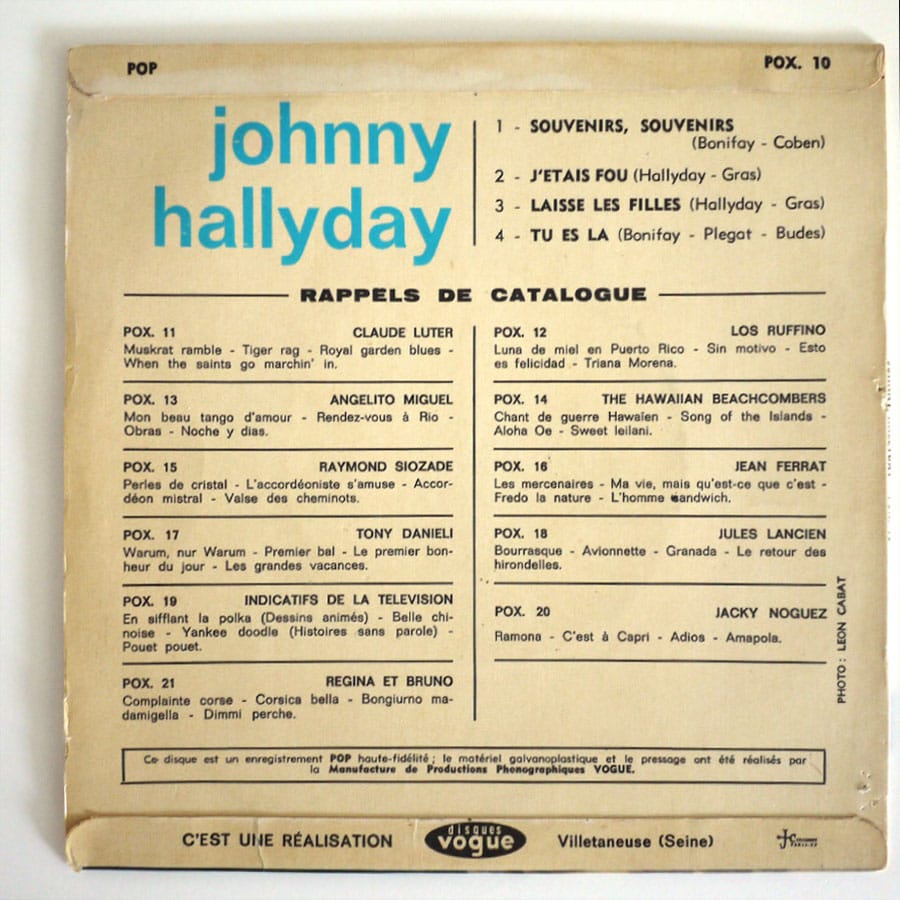 POP
POX. 10
johnny
hallyday
1 - SOUVENIRS, SOUVENIRS
(Bonifay - Coben)
2 - J'ETAIS FOU (Hallyday - Gras)
3 - LAISSE LES FILLES (Hallyday - Gras)
4 - TU ES LA (Bonifay - Plegat - Budes)
RAPPELS DE CATALOGUE
POX. 11 CLAUDE LUTER
Muskrat ramble - Tiger rag - Royal garden blues -
When the saints go marchin' in.
POX. 13 ANGELITO MIGUEL
Mon beau tango d'amour - Rendez-vous à Rio -
Obras - Noche y dias.
POX. 15 RAYMOND SIOZADE
Perles de cristal - L'accordéoniste s'amuse - Accor-
déon mistral - Valse des cheminots.
POX. 17 TONY DANIELI
Warum, nur Warum - Premier bal - Le premier bon-
heur du jour - Les grandes vacances.
POX. 19 INDICATIFS DE LA TELEVISION
En sifflant la polka (Dessins animés) - Belle chi-
noise - Yankee doodle (Histoires sans parole) -
Pouet pouet.
POX. 21 REGINA ET BRUNO
Complainte corse - Corsica bella - Bongiurno ma-
damigella - Dimmi perche.
POX. 12 LOS RUFFINO
Luna de miel en Puerto Rico - Sin motivo - Esto
es felicidad - Triana Morena.
POX. 14 THE HAWAIIAN BEACHCOMBERS
Chant de guerre Hawaïen - Song of the Islands -
Aloha Oe - Sweet leilani.
POX. 16 JEAN FERRAT
Les mercenaires - Ma vie, mais qu'est-ce que c'est -
Fredo la nature - L'homme sandwich.
POX. 18 JULES LANCIEN
Bourrasque - Avionnette - Granada - Le retour des
hirondelles.
POX. 20 JACKY NOGUEZ
Ramona - C'est à Capri - Adios - Amapola.
PHOTO : LEON CABAT
Ce disque est un enregistrement POP haute-fidélité ; le matériel galvanoplastique et le pressage ont été réalisés par
la Manufacture de Productions Phonographiques VOGUE.
C'EST UNE RÉALISATION
disques
vogue
Villetaneuse (Seine)